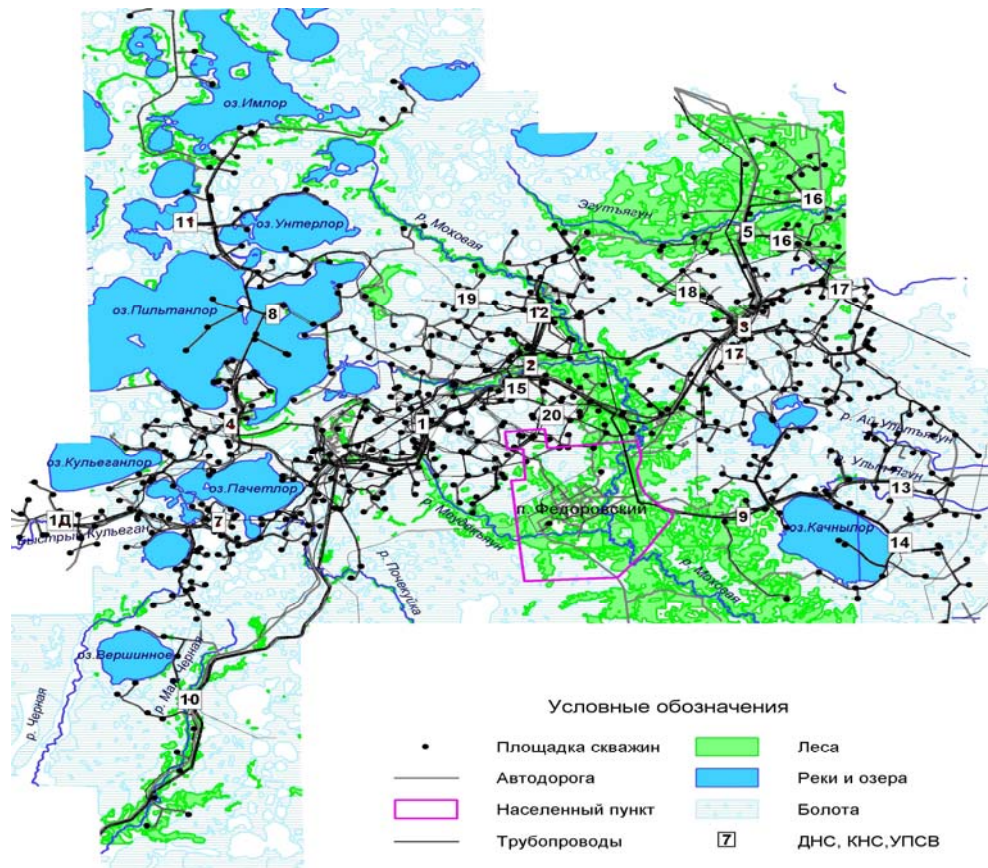 оз.Имлор
16
11
оз.Унтерлор
р. Моховая
Эгутъягун
5
16
19
18
17
оз.Пильтанлор
8
12
3
17
2
15
20
4
1
р. Ай-Ультъягун
оз.Кульеганлор
оз.Пачетлор
р. Ульт-Ягун
13
1Д
7
Быстрый Кульеган
п. Федоровский
9
оз.Качнылор
14
р. Почекуйка
р. Моховая
оз.Вершинное
р. Мал. Черная
р. Черная
10
Условные обозначения
Площадка скважин
Леса
Автодорога
Реки и озера
Населенный пункт
Болота
Трубопроводы
7
ДНС, КНС,УПСВ